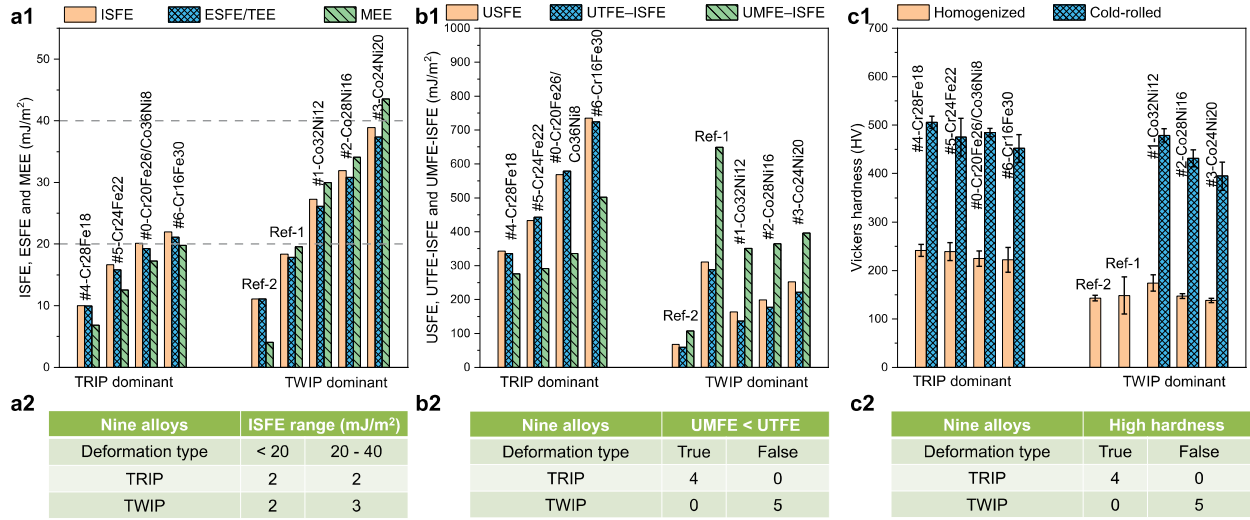 a1
ISFE ESFE/TEE MEE
ISFE, ESFE and MEE (mJ/m²)
0
10
20
30
40
50
#4-Cr28Fe18
#5-Cr24Fe22
#0-Cr20Fe26/Co36Ni8
#6-Cr16Fe30
Ref-2
Ref-1
#1-Co32Ni12
#2-Co28Ni16
#3-Co24Ni20
TRIP dominant TWIP dominant
b1
USFE UTFE–ISFE UMFE–ISFE
USFE, UTFE-ISFE and UMFE-ISFE (mJ/m²)
0
100
200
300
400
500
600
700
800
900
1000
#4-Cr28Fe18
#5-Cr24Fe22
#0-Cr20Fe26/
Co36Ni8
#6-Cr16Fe30
Ref-2
Ref-1
#1-Co32Ni12
#2-Co28Ni16
#3-Co24Ni20
TRIP dominant TWIP dominant
c1
Homogenized Cold-rolled
Vickers hardness (HV)
0
100
200
300
400
500
600
700
#4-Cr28Fe18
#5-Cr24Fe22
#0-Cr20Fe26/Co36Ni8
#6-Cr16Fe30
Ref-2
Ref-1
#1-Co32Ni12
#2-Co28Ni16
#3-Co24Ni20
TRIP dominant TWIP dominant
a2
Nine alloys ISFE range (mJ/m²)
Deformation type < 20 20 - 40
TRIP 2 2
TWIP 2 3
b2
Nine alloys UMFE < UTFE
Deformation type True False
TRIP 4 0
TWIP 0 5
c2
Nine alloys High hardness
Deformation type True False
TRIP 4 0
TWIP 0 5